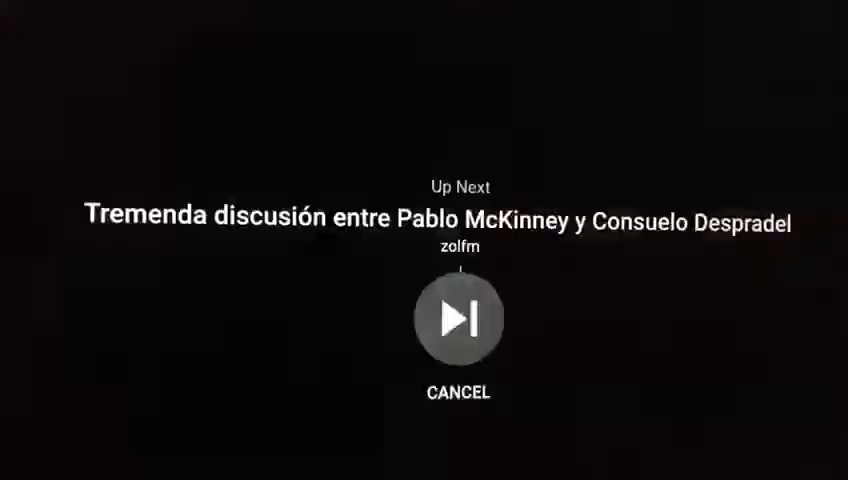 Up Next
Tremenda discusión entre Pablo McKinney y Consuelo Despradel
zolfm
CANCEL